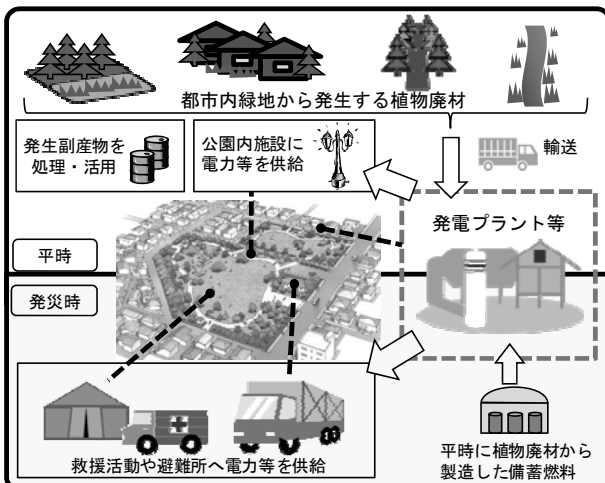 都市内緑地から発生する植物廃材
発生副産物を
処理・活用
公園内施設に
電力等を供給
輸送
発電プラント等
平時
発災時
救援活動や避難所へ電力等を供給
平時に植物廃材から
製造した備蓄燃料